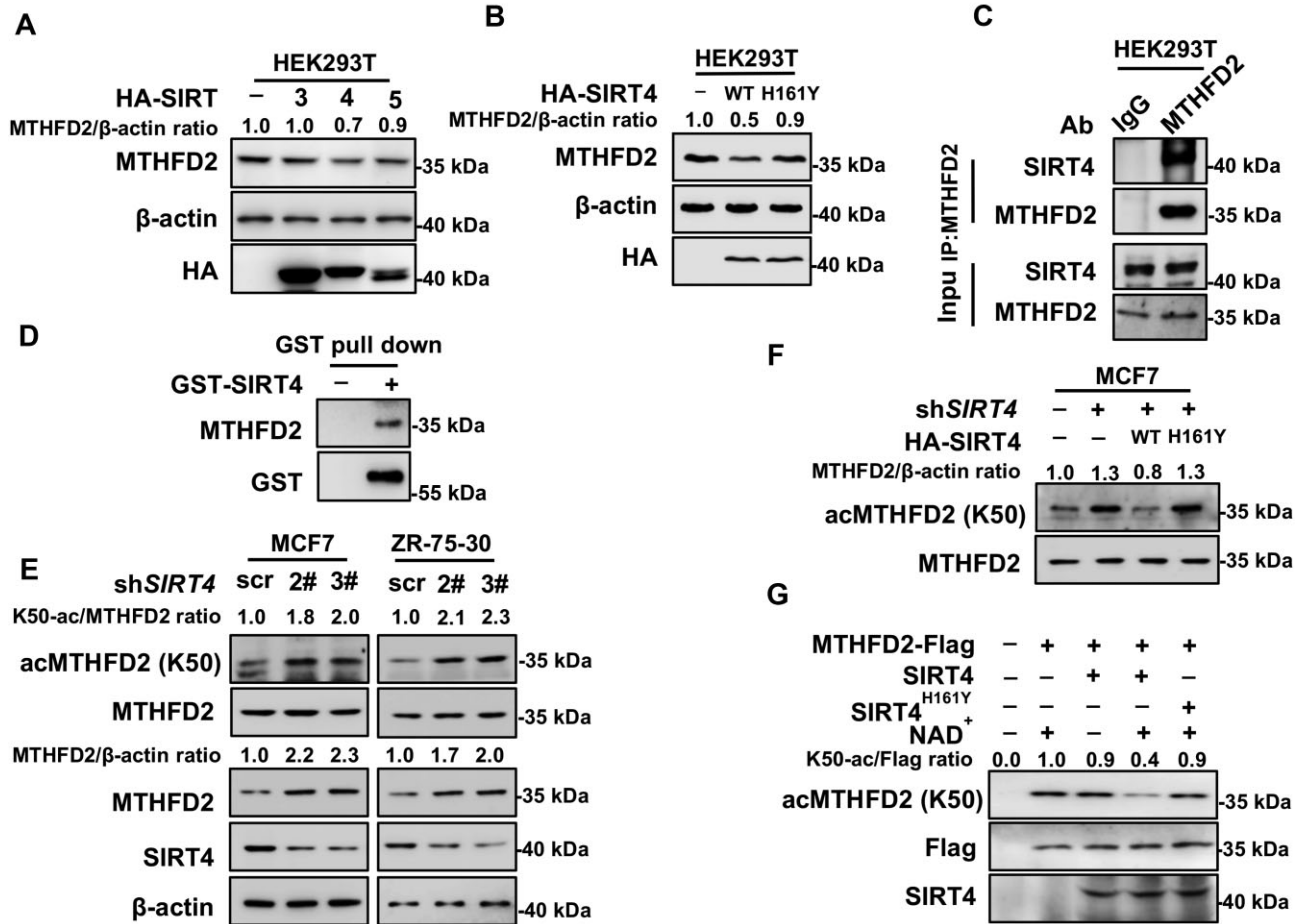 A
HEK293T
HA-SIRT – 3 4 5
MTHFD2/β-actin ratio 1.0 1.0 0.7 0.9
MTHFD2 -35 kDa
β-actin -40 kDa
HA -40 kDa
B
HEK293T
HA-SIRT4 – WT H161Y
MTHFD2/β-actin ratio 1.0 0.5 0.9
MTHFD2 -35 kDa
β-actin -40 kDa
HA -40 kDa
C
HEK293T
Ab IgG MTHFD2
IP:MTHFD2
SIRT4 -40 kDa
MTHFD2 -35 kDa
Inpu
SIRT4 -40 kDa
MTHFD2 -35 kDa
D
GST pull down
GST-SIRT4 – +
MTHFD2 -35 kDa
GST -55 kDa
E
MCF7 ZR-75-30
shSIRT4 scr 2# 3# scr 2# 3#
K50-ac/MTHFD2 ratio 1.0 1.8 2.0 1.0 2.1 2.3
acMTHFD2 (K50) -35 kDa
MTHFD2 -35 kDa
MTHFD2/β-actin ratio 1.0 2.2 2.3 1.0 1.7 2.0
MTHFD2 -35 kDa
SIRT4 -40 kDa
β-actin -40 kDa
F
MCF7
shSIRT4 – + + +
HA-SIRT4 – – WT H161Y
MTHFD2/β-actin ratio 1.0 1.3 0.8 1.3
acMTHFD2 (K50) -35 kDa
MTHFD2 -35 kDa
G
MTHFD2-Flag – + + + +
SIRT4 – – + + –
SIRT4H161Y – – – – +
NAD+ – + – + +
K50-ac/Flag ratio 0.0 1.0 0.9 0.4 0.9
acMTHFD2 (K50) -35 kDa
Flag -35 kDa
SIRT4 -40 kDa